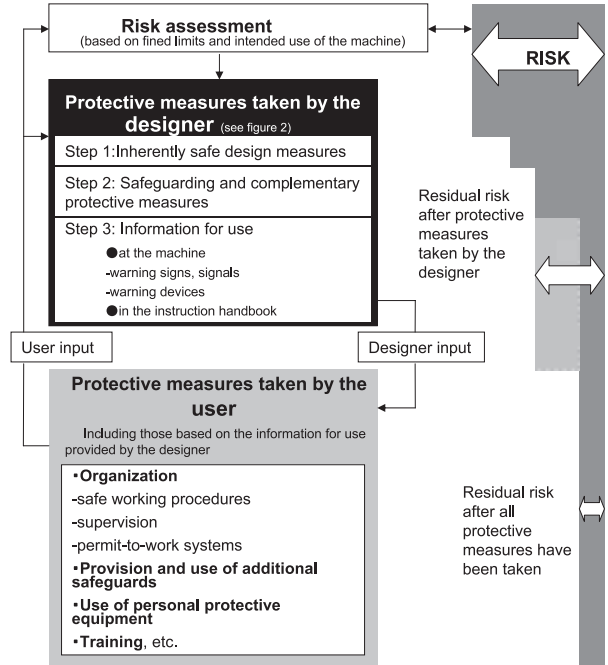 Risk assessment
(based on fined limits and intended use of the machine)
RISK
Protective measures taken by the
designer (see figure 2)
Step 1:Inherently safe design measures
Step 2: Safeguarding and complementary
protective measures
Step 3: Information for use
●at the machine
-warning signs, signals
-warning devices
●in the instruction handbook
Residual risk
after protective
measures
taken by the
designer
User input
Designer input
Protective measures taken by the
user
Including those based on the information for use
provided by the designer
・Organization
-safe working procedures
-supervision
-permit-to-work systems
・Provision and use of additional
safeguards
・Use of personal protective
equipment
・Training, etc.
Residual risk
after all
protective
measures have
been taken